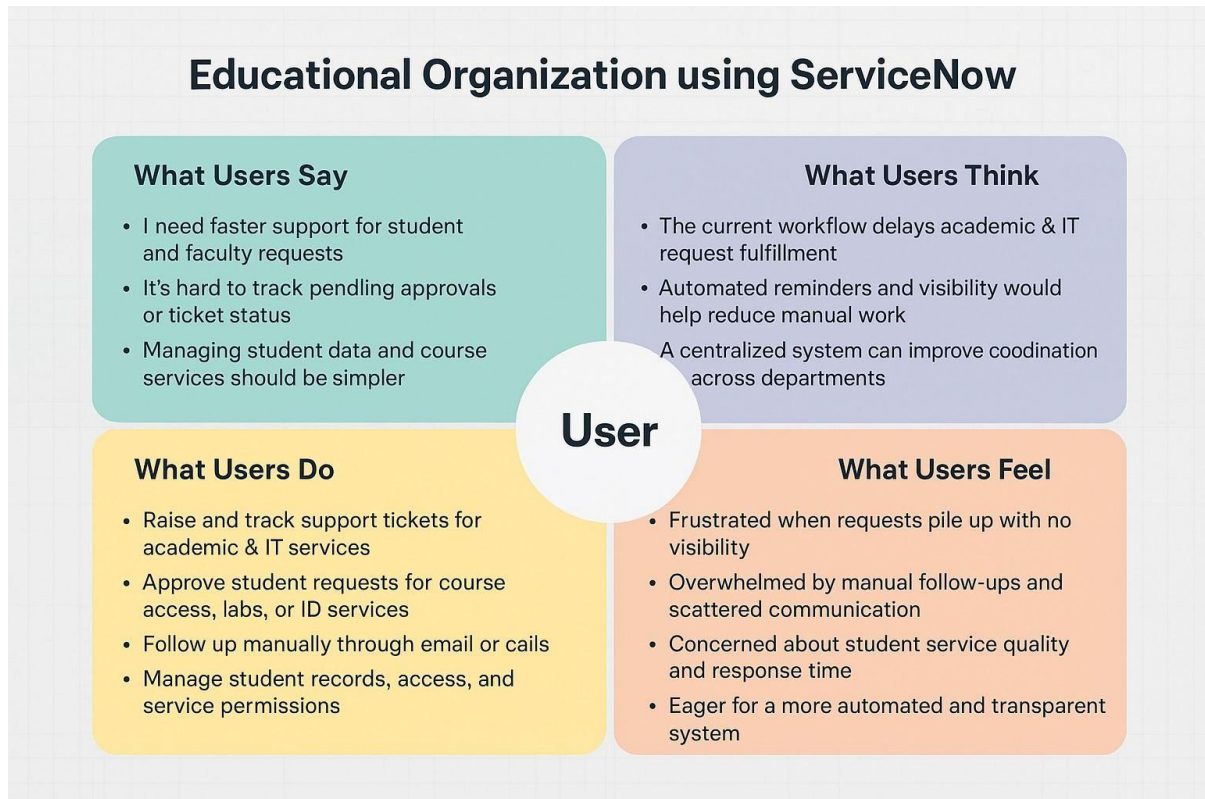 Educational Organization using ServiceNow
What Users Say
• I need faster support for student
and faculty requests
• It's hard to track pendling approvals
or ticket status
• Managing student data and course
services should be simpler
What Users Think
• The current workflow delays academic & IT
request fulfillment
• Automated reminders and visibility would
help reduce manual work
A centralized system can improve coodination
across departments
User
What Users Do
• Raise and track support tickets for
academic & IT services
• Approve student requests for course
access, labs, or ID services
• Follow up manually through email or cails
• Manage student records, access, and
service permissions
What Users Feel
• Frustrated when requests pile up with no
visibility
• Overwhelmed by manual follow-ups and
scattered communication
• Concerned about student service quality
and response time
• Eager for a more automated and transparent
system